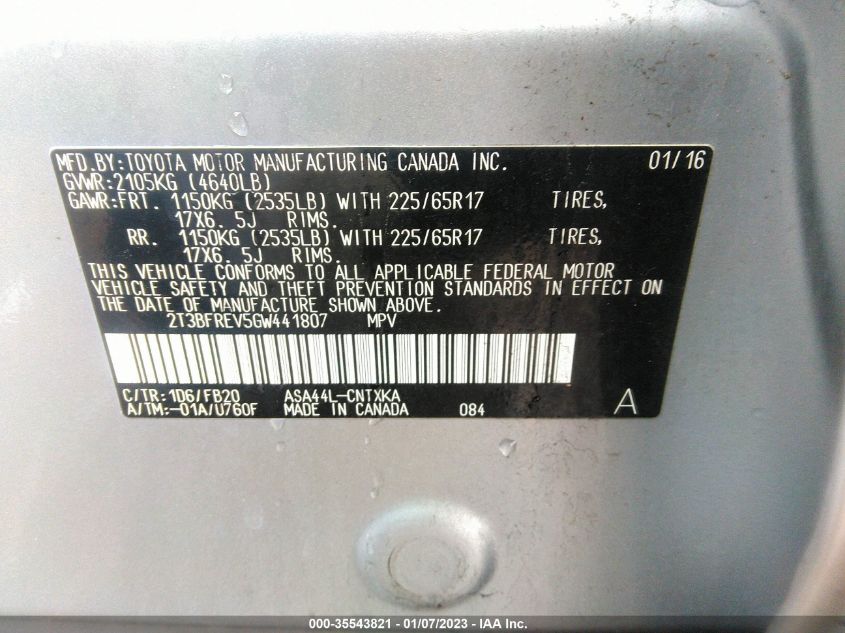 MFD.BY:TOYOTA MOTOR MANUFACTURING CANADA INC. 01/16
GVWR:2105KG (4640LB)
GAWR:FRT. 1150KG (2535LB) WITH 225/65R17 TIRES,
17X6. 5J RIMS.
RR. 1150KG (2535LB) WITH 225/65R17 TIRES,
17X6. 5J RIMS.
THIS VEHICLE CONFORMS TO ALL APPLICABLE FEDERAL MOTOR
VEHICLE SAFETY AND THEFT PREVENTION STANDARDS IN EFFECT ON
THE DATE OF MANUFACTURE SHOWN ABOVE.
2T3BFREV5GW441807 MPV
C/TR:1D6/FB20 ASA44L-CNTXKA
A/TM:-01A/U760F MADE IN CANADA 084 A
000-35543821 - 01/07/2023 - IAA Inc.